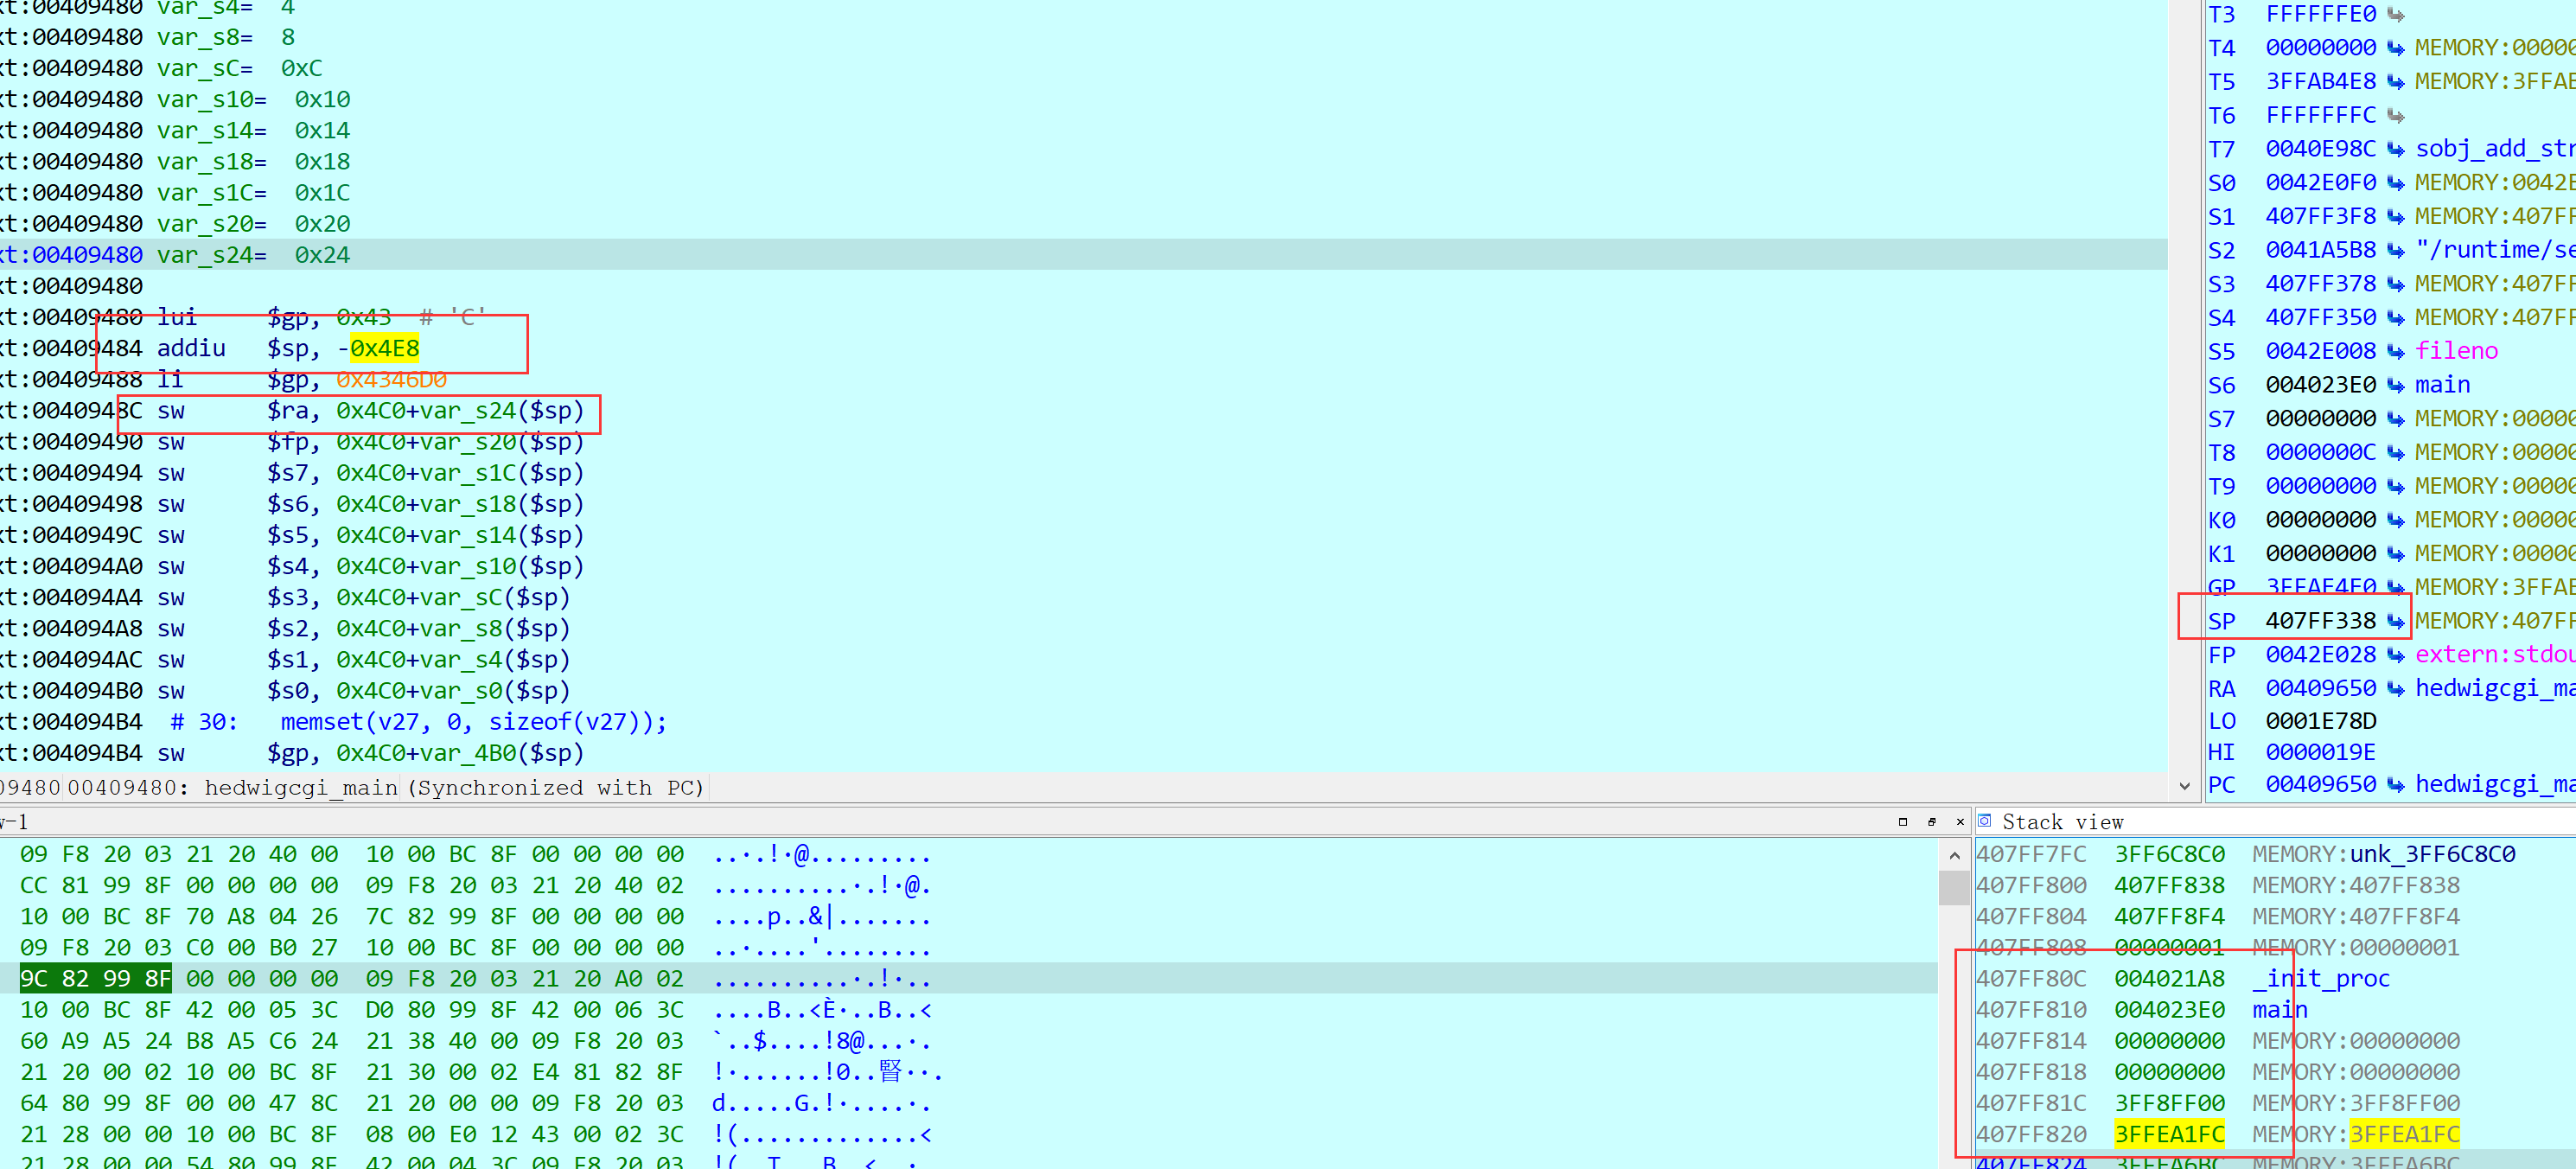 xt:00409480 var_s4= 4
xt:00409480 var_s8= 8
xt:00409480 var_sC= 0xC
xt:00409480 var_s10= 0x10
xt:00409480 var_s14= 0x14
xt:00409480 var_s18= 0x18
xt:00409480 var_s1C= 0x1C
xt:00409480 var_s20= 0x20
xt:00409480 var_s24= 0x24
xt:00409480
xt:00409480 lui $gp, 0x43 # 'C'
xt:00409484 addiu $sp, -0x4E8
xt:00409488 li $gp, 0x4346D0
xt:0040948C sw $ra, 0x4C0+var_s24($sp)
xt:00409490 sw $fp, 0x4C0+var_s20($sp)
xt:00409494 sw $s7, 0x4C0+var_s1C($sp)
xt:00409498 sw $s6, 0x4C0+var_s18($sp)
xt:0040949C sw $s5, 0x4C0+var_s14($sp)
xt:004094A0 sw $s4, 0x4C0+var_s10($sp)
xt:004094A4 sw $s3, 0x4C0+var_sC($sp)
xt:004094A8 sw $s2, 0x4C0+var_s8($sp)
xt:004094AC sw $s1, 0x4C0+var_s4($sp)
xt:004094B0 sw $s0, 0x4C0+var_s0($sp)
xt:004094B4 # 30: memset(v27, 0, sizeof(v27));
xt:004094B4 sw $gp, 0x4C0+var_4B0($sp)
09480 00409480: hedwigcgi_main (Synchronized with PC)
T3 FFFFFFE0
T4 00000000 MEMORY:0000
T5 3FFAB4E8 MEMORY:3FFAB
T6 FFFFFFFC
T7 0040E98C sobj_add_str
S0 0042E0F0 MEMORY:0042E
S1 407FF3F8 MEMORY:407FF
S2 0041A5B8 "/runtime/se
S3 407FF378 MEMORY:407FF
S4 407FF350 MEMORY:407FF
S5 0042E008 fileno
S6 004023E0 main
S7 00000000 MEMORY:00000
T8 0000000C MEMORY:00000
T9 00000000 MEMORY:00000
K0 00000000 MEMORY:00000
K1 00000000 MEMORY:00000
GP 3FFAE4E0 MEMORY:3FFAE
SP 407FF338 MEMORY:407FF
FP 0042E028 extern:stdou
RA 00409650 hedwigcgi_ma
LO 0001E78D
HI 0000019E
PC 00409650 hedwigcgi_ma
w-1
09 F8 20 03 21 20 40 00 10 00 BC 8F 00 00 00 00 ..·.!·@.........
CC 81 99 8F 00 00 00 00 09 F8 20 03 21 20 40 02 ..........·.!·@.
10 00 BC 8F 70 A8 04 26 7C 82 99 8F 00 00 00 00 ....p..&|.......
09 F8 20 03 C0 00 B0 27 10 00 BC 8F 00 00 00 00 ..·....'........
9C 82 99 8F 00 00 00 00 09 F8 20 03 21 20 A0 02 ..........·.!·..
10 00 BC 8F 42 00 05 3C D0 80 99 8F 42 00 06 3C ....B..<È·..B..<
60 A9 A5 24 B8 A5 C6 24 21 38 40 00 09 F8 20 03 `..$....!8@...·.
21 20 00 02 10 00 BC 8F 21 30 00 02 E4 81 82 8F !·......!0..
64 80 99 8F 00 00 47 8C 21 20 00 00 09 F8 20 03 d.....G.!·....·.
21 28 00 00 10 00 BC 8F 08 00 E0 12 43 00 02 3C !(.............<
21 28 00 00 54 80 99 8F 42 00 04 3C 09 F8 20 03 !(..T...B..<..·.
Stack view
407FF7FC 3FF6C8C0 MEMORY:unk_3FF6C8C0
407FF800 407FF838 MEMORY:407FF838
407FF804 407FF8F4 MEMORY:407FF8F4
407FF808 00000001 MEMORY:00000001
407FF80C 004021A8 _init_proc
407FF810 004023E0 main
407FF814 00000000 MEMORY:00000000
407FF818 00000000 MEMORY:00000000
407FF81C 3FF8FF00 MEMORY:3FF8FF00
407FF820 3FFEA1FC MEMORY:3FFEA1FC
407FF824 3FFEA6BC MEMORY:3FFEA6BC